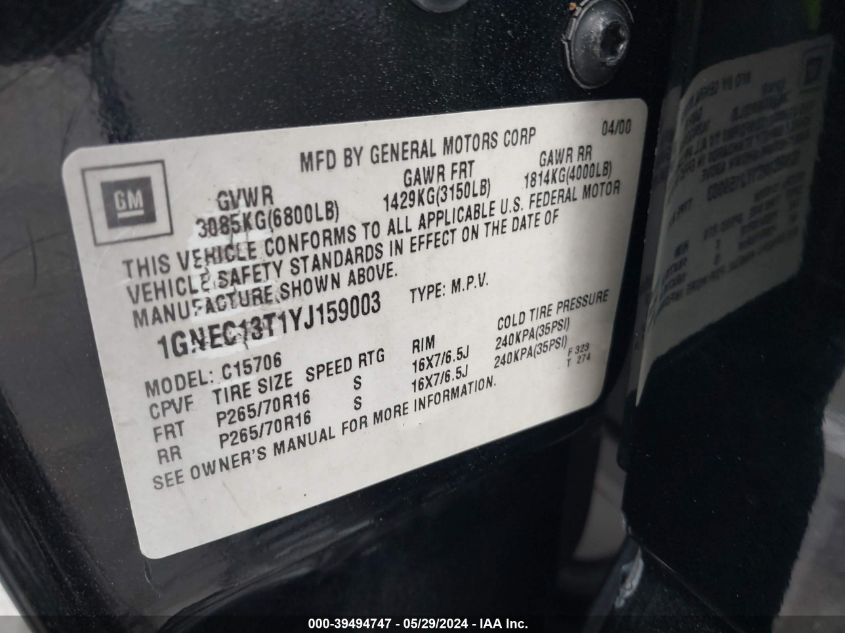 MFD BY GENERAL MOTORS CORP 04/00
GM
GVWR GAWR FRT GAWR RR
3085KG(6800LB) 1429KG(3150LB) 1814KG(4000LB)
THIS VEHICLE CONFORMS TO ALL APPLICABLE U.S. FEDERAL MOTOR
VEHICLE SAFETY STANDARDS IN EFFECT ON THE DATE OF
MANUFACTURE SHOWN ABOVE.
1GNEC13T1YJ159003 TYPE: M.P.V.
MODEL: C15706
CPVF TIRE SIZE SPEED RTG RIM COLD TIRE PRESSURE
FRT P265/70R16 S 16X7/6.5J 240KPA(35PSI)
RR P265/70R16 S 16X7/6.5J 240KPA(35PSI)
SEE OWNER'S MANUAL FOR MORE INFORMATION.
F 323
T 274
000-39494747 - 05/29/2024 - IAA Inc.